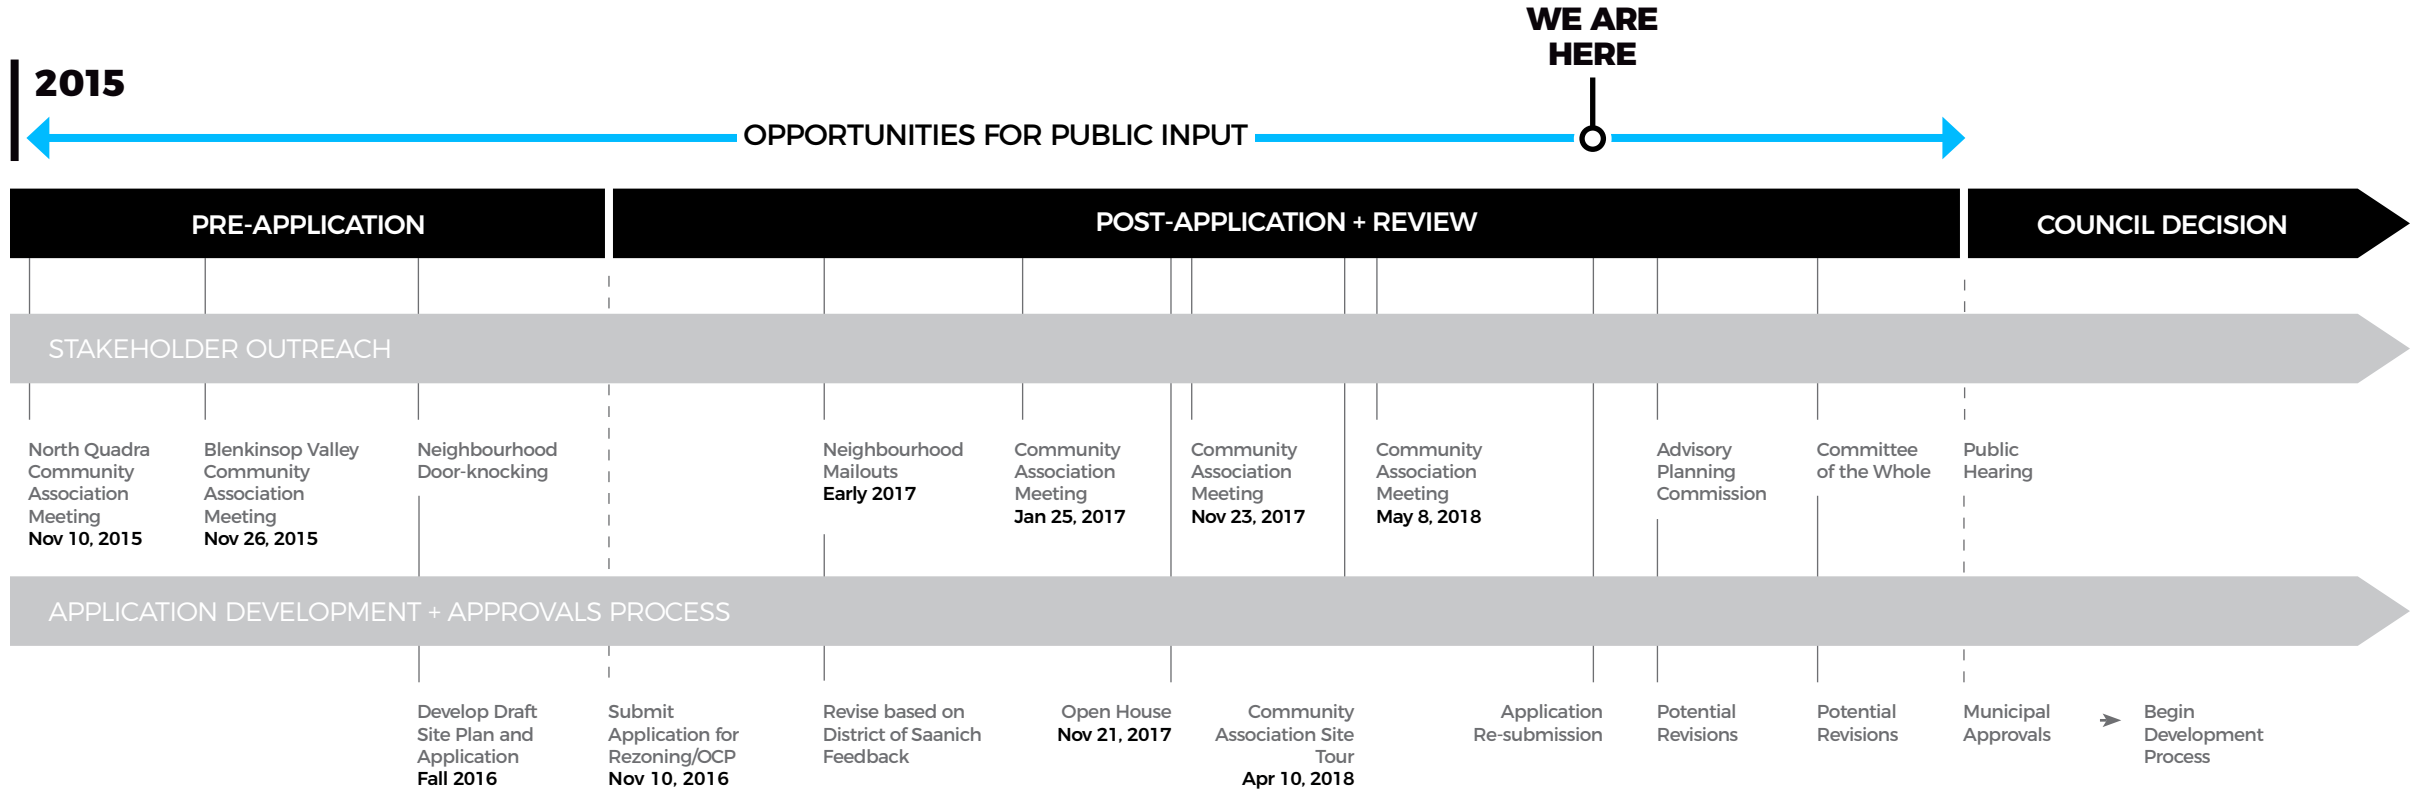 WE ARE
HERE
2015
OPPORTUNITIES FOR PUBLIC INPUT
PRE-APPLICATION
POST-APPLICATION + REVIEW
COUNCIL DECISION
STAKEHOLDER OUTREACH
North Quadra
Community
Association
Meeting
Nov 10, 2015
Blenkinsop Valley
Community
Association
Meeting
Nov 26, 2015
Neighbourhood
Door-knocking
Neighbourhood
Mailouts
Early 2017
Community
Association
Meeting
Jan 25, 2017
Community
Association
Meeting
Nov 23, 2017
Community
Association
Meeting
May 8, 2018
Advisory
Planning
Commission
Committee
of the Whole
Public
Hearing
APPLICATION DEVELOPMENT + APPROVALS PROCESS
Develop Draft
Site Plan and
Application
Fall 2016
Submit
Application for
Rezoning/OCP
Nov 10, 2016
Revise based on
District of Saanich
Feedback
Open House
Nov 21, 2017
Community
Association Site
Tour
Apr 10, 2018
Application
Re-submission
Potential
Revisions
Potential
Revisions
Municipal
Approvals
Begin
Development
Process